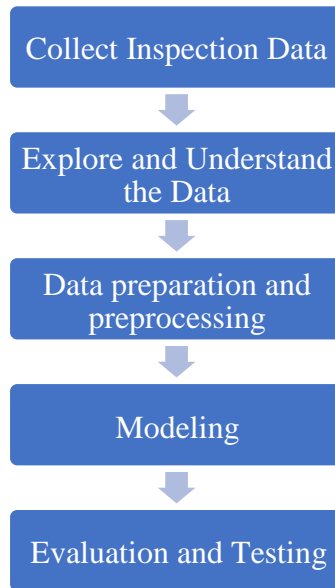 Collect Inspection Data
Explore and Understand
the Data
Data preparation and
preprocessing
Modeling
Evaluation and Testing